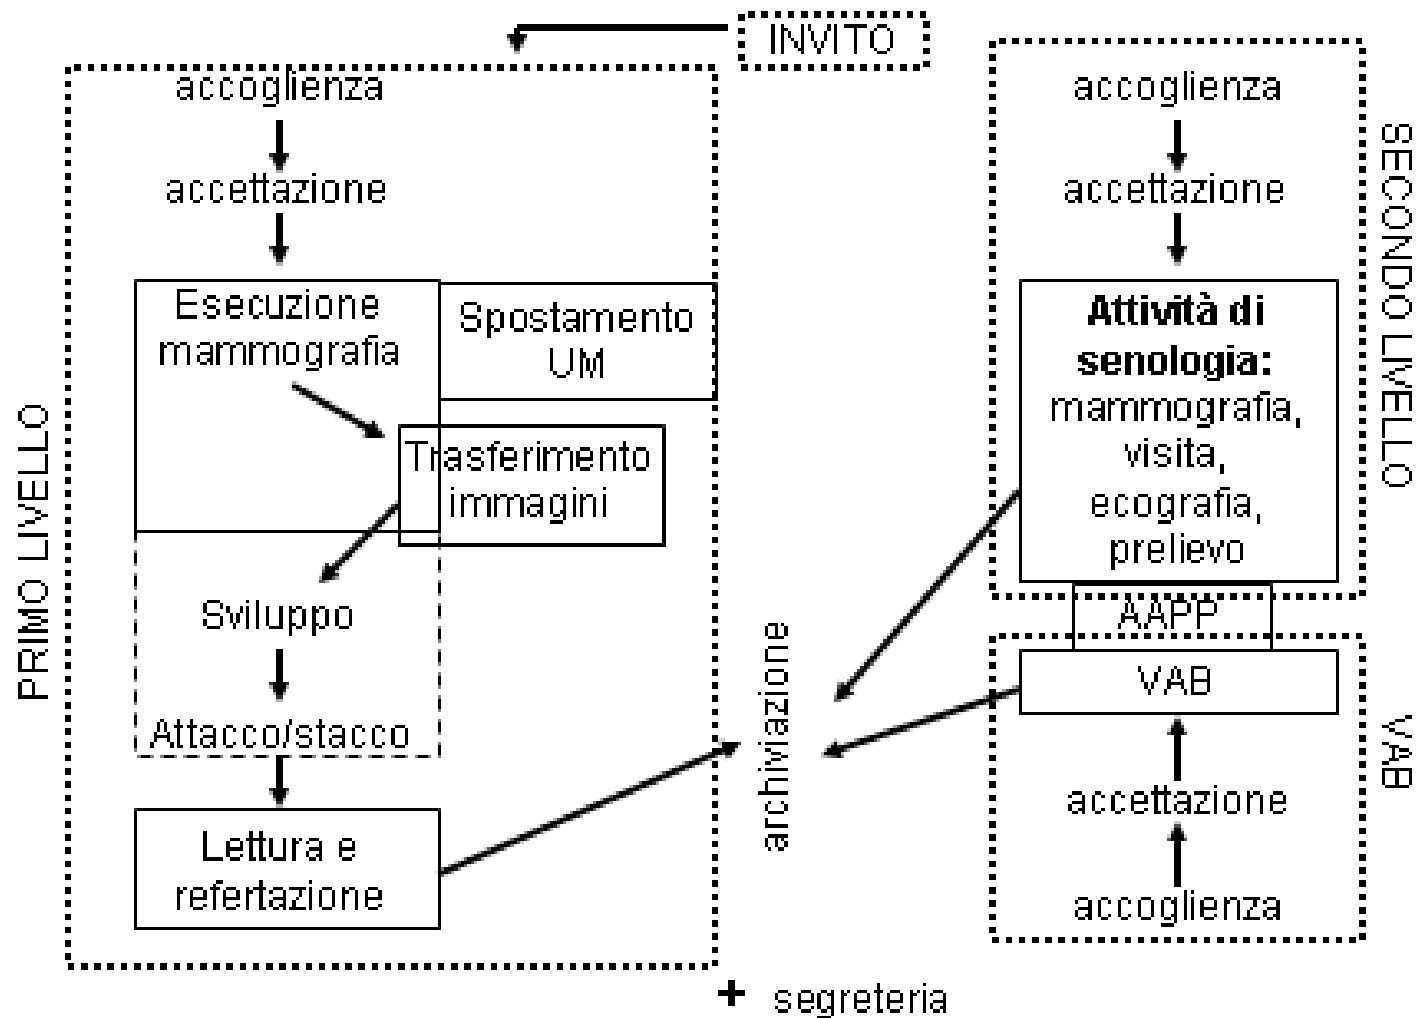 INVITO
PRIMO LIVELLO
accoglienza
accettazione
Esecuzione
mammografia
Spostamento
UM
Trasferimento
immagini
Sviluppo
Attacco/stacco
Lettura e
refertazione
archiviazione
SECONDO LIVELLO
accoglienza
accettazione
Attività di
senologia:
mammografia,
visita,
ecografia,
prelievo
AAPP
VAB
VAB
accettazione
accoglienza
+ segreteria